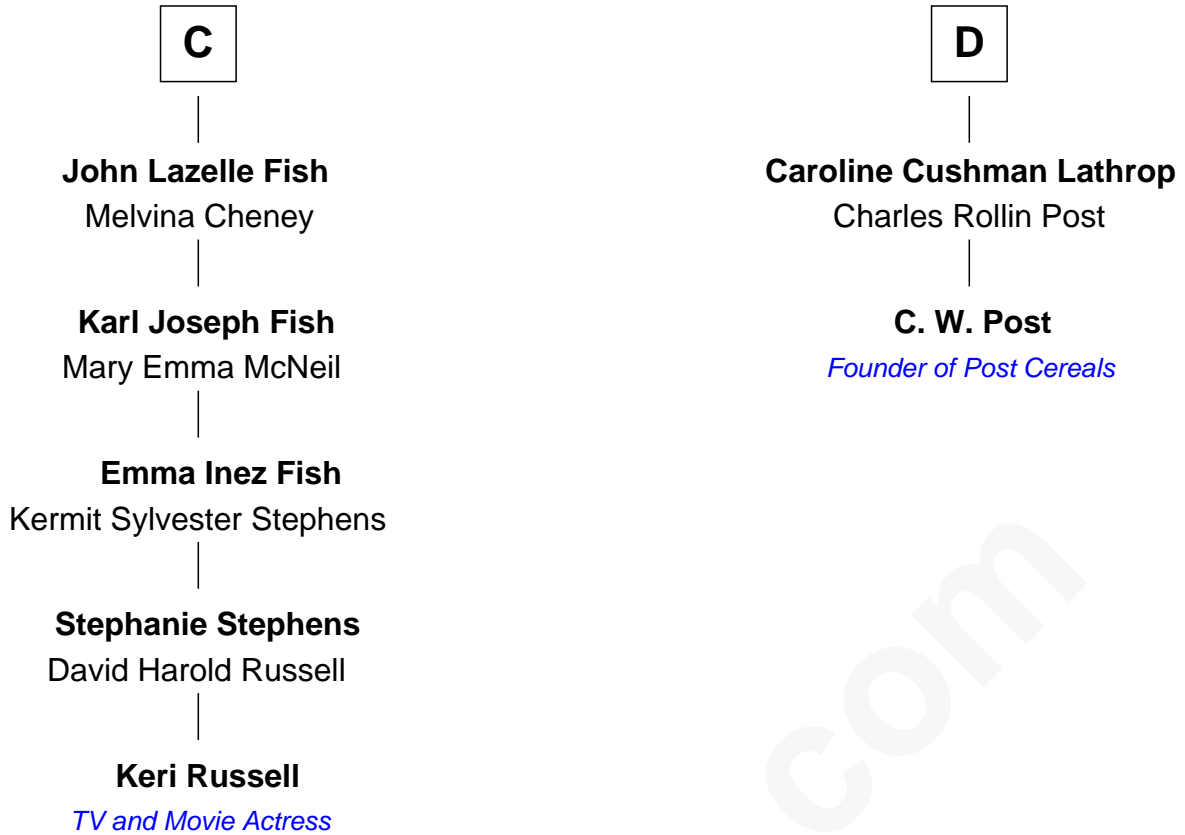 C
John Lazelle Fish
Melvina Cheney
Karl Joseph Fish
Mary Emma McNeil
Emma Inez Fish
Kermit Sylvester Stephens
Stephanie Stephens
David Harold Russell
Keri Russell
TV and Movie Actress
D
Caroline Cushman Lathrop
Charles Rollin Post
C. W. Post
Founder of Post Cereals
com